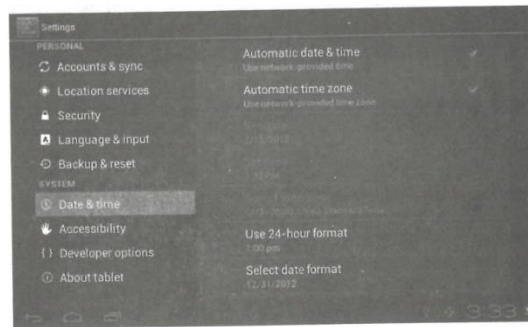 Settings
PERSONAL
Accounts & sync
Location services
Security
Language & input
Backup & reset
SYSTEM
Date & time
Accessibility
{ } Developer options
About tablet
Automatic date & time
Use network-provided time
Automatic time zone
Use network-provided time zone
Use 24-hour format
1:00 pm
Select date format
12/31/2012
3:33